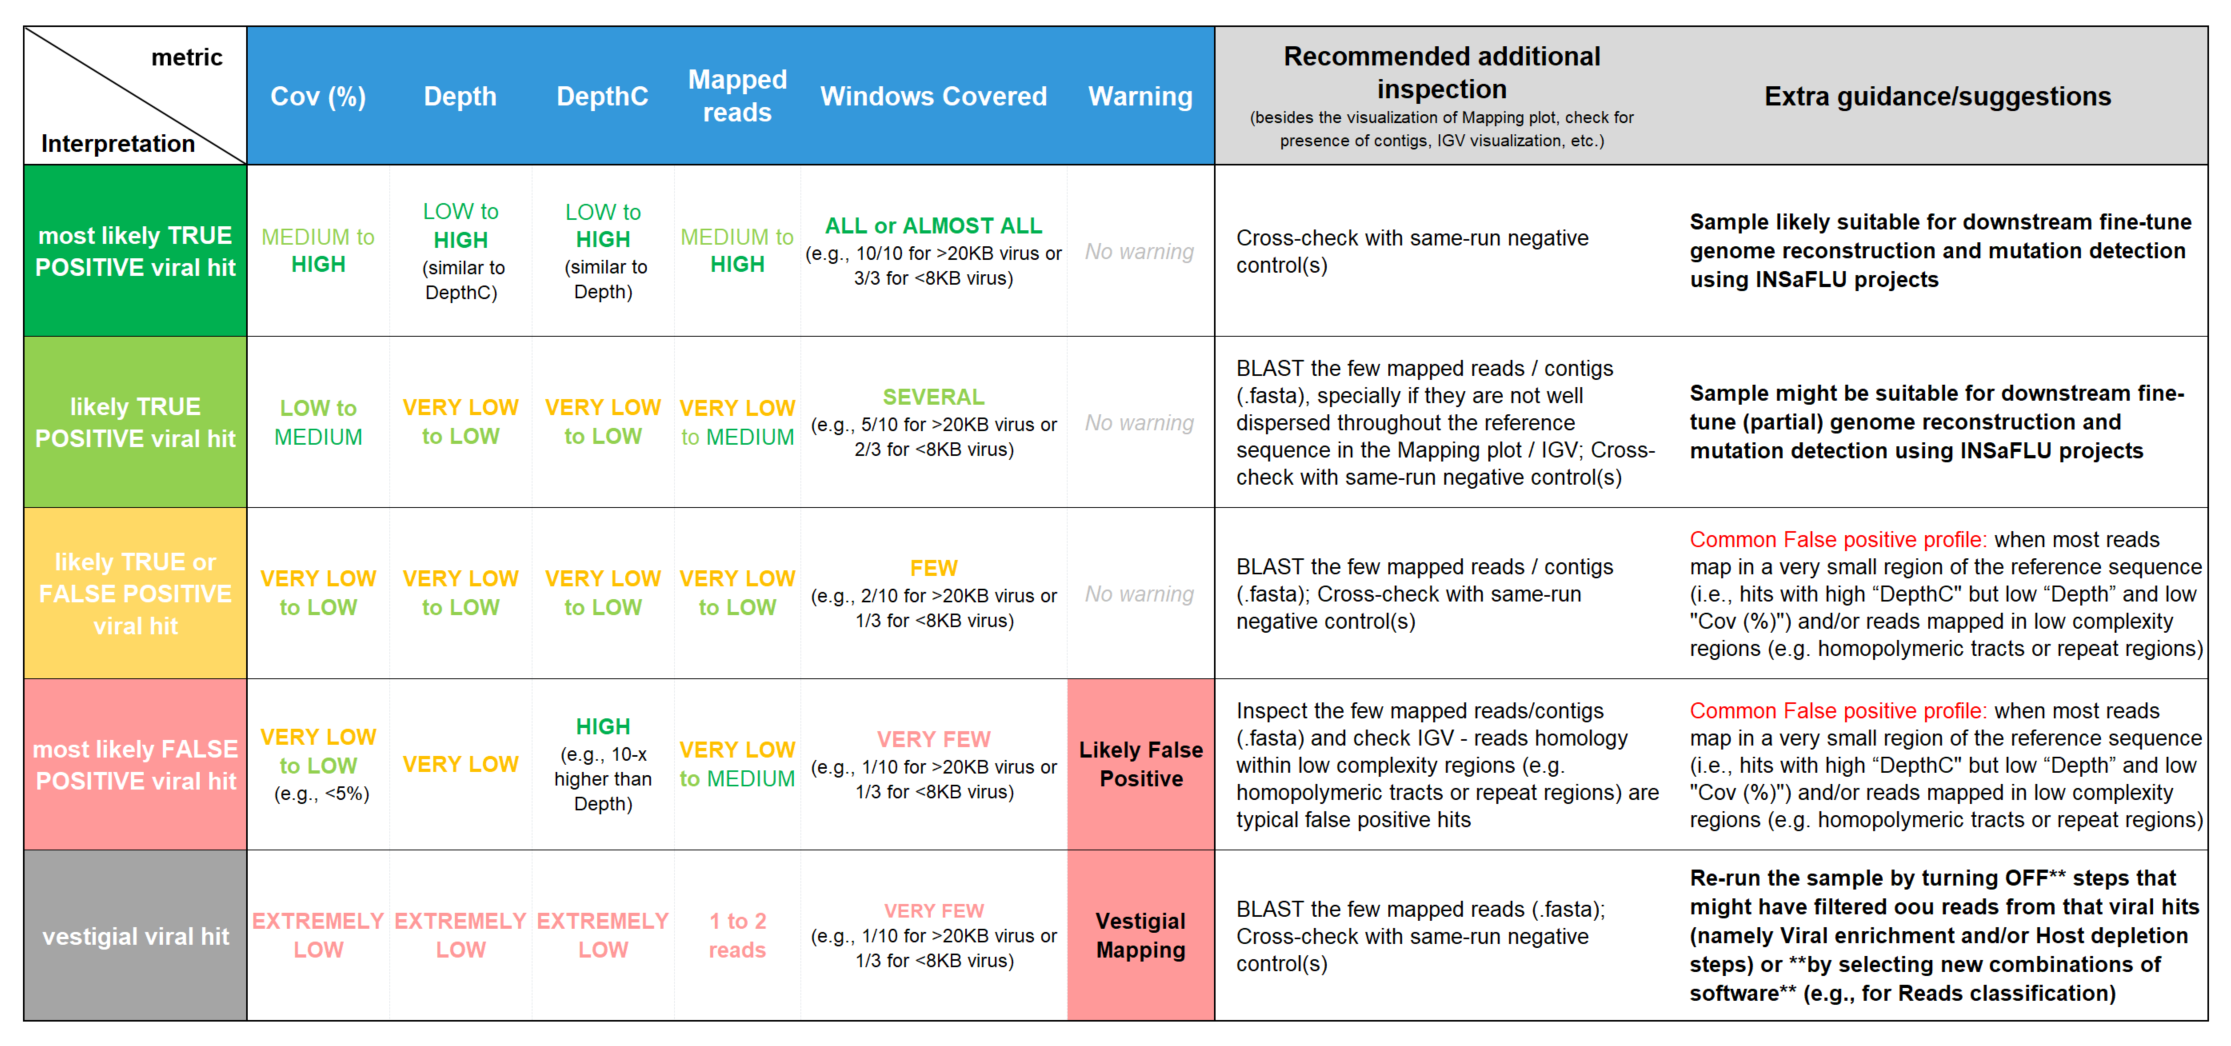 metric
Interpretation
Cov (%)
Depth
DepthC
Mapped
reads
Windows Covered
Warning
Recommended additional
inspection
(besides the visualization of Mapping plot, check for
presence of contigs, IGV visualization, etc.)
Extra guidance/suggestions
most likely TRUE
POSITIVE viral hit
MEDIUM to
HIGH
LOW to
HIGH
(similar to
DepthC)
LOW to
HIGH
(similar to
Depth)
MEDIUM to
HIGH
ALL or ALMOST ALL
(e.g., 10/10 for >20KB virus or
3/3 for <8KB virus)
No warning
Cross-check with same-run negative
control(s)
Sample likely suitable for downstream fine-tune
genome reconstruction and mutation detection
using INSaFLU projects
likely TRUE
POSITIVE viral hit
LOW to
MEDIUM
VERY LOW
to LOW
VERY LOW
to LOW
VERY LOW
to MEDIUM
SEVERAL
(e.g., 5/10 for >20KB virus or
2/3 for <8KB virus)
No warning
BLAST the few mapped reads / contigs
(.fasta), specially if they are not well
dispersed throughout the reference
sequence in the Mapping plot / IGV; Cross-
check with same-run negative control(s)
Sample might be suitable for downstream fine-
tune (partial) genome reconstruction and
mutation detection using INSaFLU projects
likely TRUE or
FALSE POSITIVE
viral hit
VERY LOW
to LOW
VERY LOW
to LOW
VERY LOW
to LOW
VERY LOW
to LOW
FEW
(e.g., 2/10 for >20KB virus or
1/3 for <8KB virus)
No warning
BLAST the few mapped reads / contigs
(.fasta); Cross-check with same-run
negative control(s)
Common False positive profile: when most reads
map in a very small region of the reference sequence
(i.e., hits with high “DepthC" but low “Depth” and low
"Cov (%)") and/or reads mapped in low complexity
regions (e.g. homopolymeric tracts or repeat regions)
most likely FALSE
POSITIVE viral hit
VERY LOW
to LOW
(e.g., <5%)
VERY LOW
HIGH
(e.g., 10-x
higher than
Depth)
VERY LOW
to MEDIUM
VERY FEW
(e.g., 1/10 for >20KB virus or
1/3 for <8KB virus)
Likely False
Positive
Inspect the few mapped reads/contigs
(.fasta) and check IGV - reads homology
within low complexity regions (e.g.
homopolymeric tracts or repeat regions) are
typical false positive hits
Common False positive profile: when most reads
map in a very small region of the reference sequence
(i.e., hits with high “DepthC" but low “Depth” and low
"Cov (%)") and/or reads mapped in low complexity
regions (e.g. homopolymeric tracts or repeat regions)
vestigial viral hit
EXTREMELY
LOW
EXTREMELY
LOW
EXTREMELY
LOW
1 to 2
reads
VERY FEW
(e.g., 1/10 for >20KB virus or
1/3 for <8KB virus)
Vestigial
Mapping
BLAST the few mapped reads (.fasta);
Cross-check with same-run negative
control(s)
Re-run the sample by turning OFF** steps that
might have filtered oou reads from that viral hits
(namely Viral enrichment and/or Host depletion
steps) or **by selecting new combinations of
software** (e.g., for Reads classification)